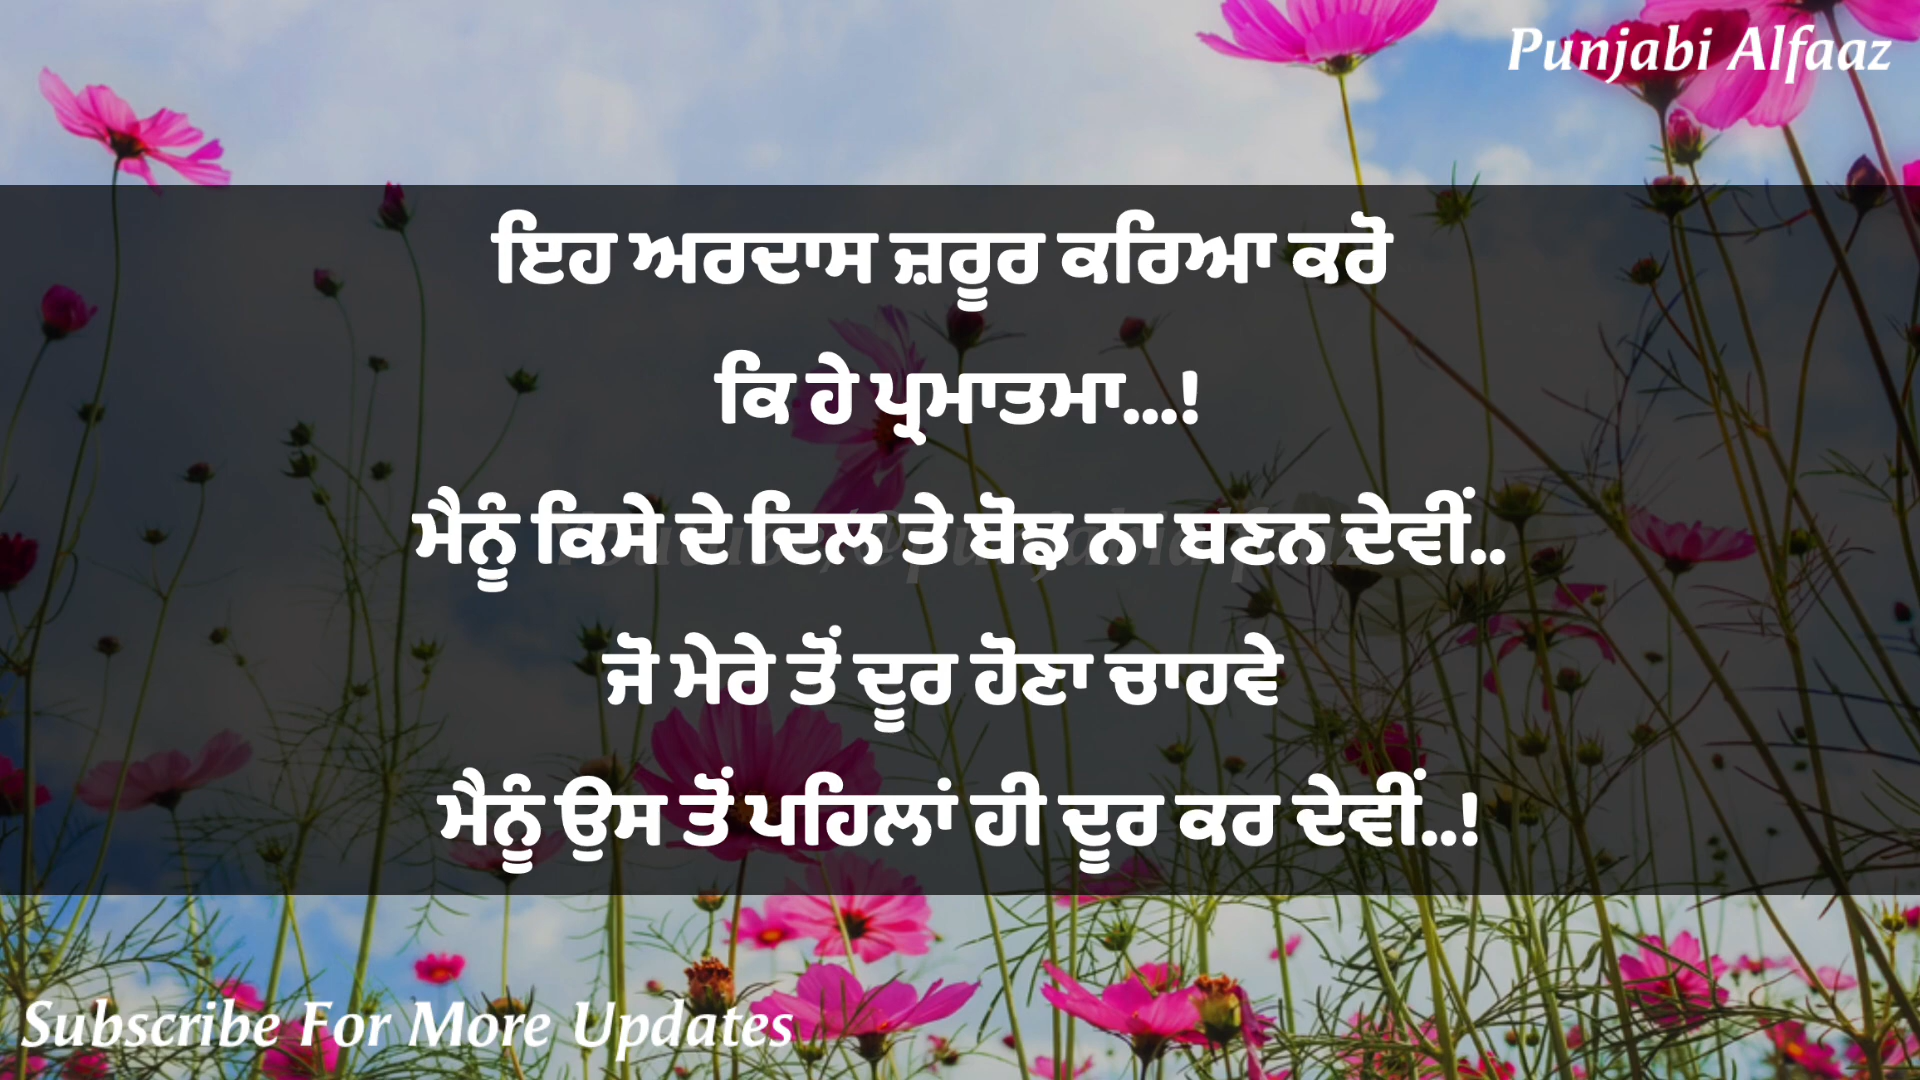 Punjabi Alfaaz
ਇਹ ਅਰਦਾਸ ਜ਼ਰੂਰ ਕਰਿਆ ਕਰੋ
ਕਿ ਹੇ ਪ੍ਰਮਾਤਮਾ...!
ਮੈਨੂੰ ਕਿਸੇ ਦੇ ਦਿਲ ਤੇ ਬੋਝ ਨਾ ਬਣਨ ਦੇਵੀਂ..
ਜੋ ਮੇਰੇ ਤੋਂ ਦੂਰ ਹੋਣਾ ਚਾਹਵੇ
ਮੈਨੂੰ ਉਸ ਤੋਂ ਪਹਿਲਾਂ ਹੀ ਦੂਰ ਕਰ ਦੇਵੀਂ..!
Subscribe For More Updates